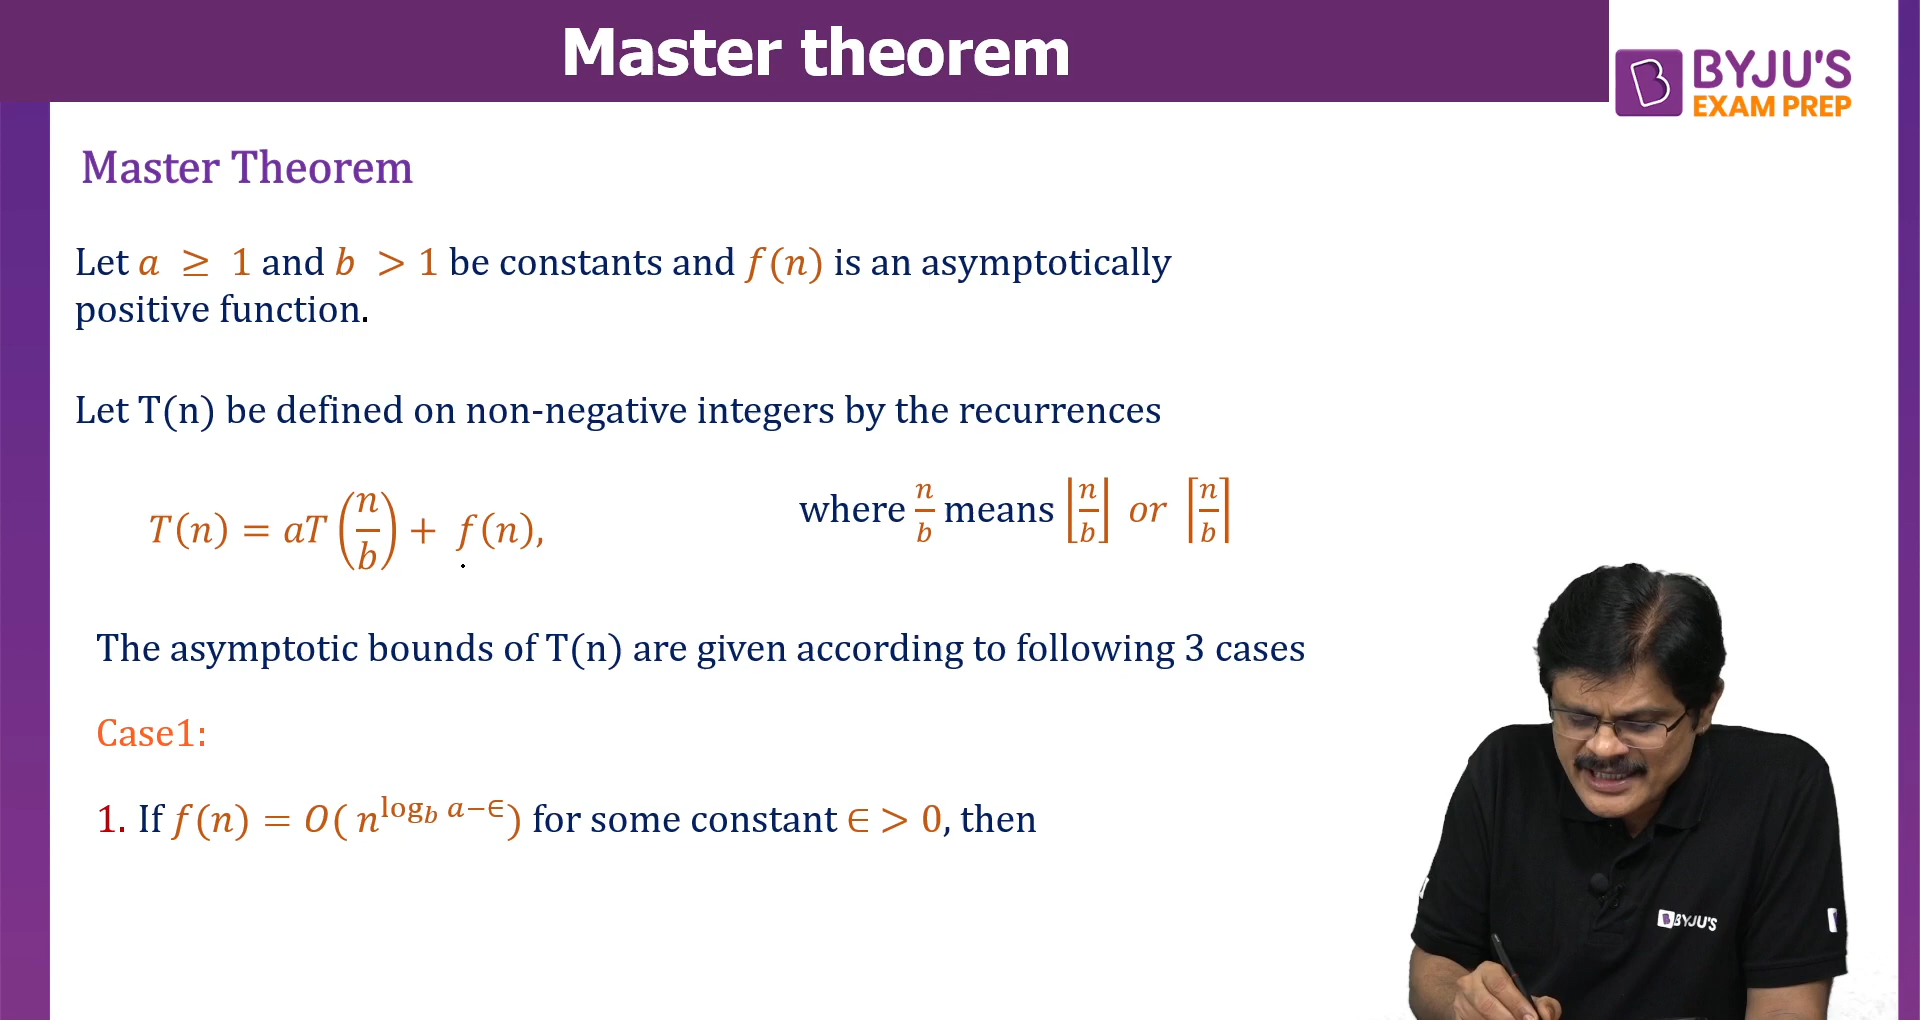 Master theorem
BYJU'S
EXAM PREP
Master Theorem
Let a ≥ 1 and b > 1 be constants and f(n) is an asymptotically
positive function.
Let T(n) be defined on non-negative integers by the recurrences
T(n) = aT(n/b) + f(n),
where n/b means ⌊n/b⌋ or ⌈n/b⌉
The asymptotic bounds of T(n) are given according to following 3 cases
Case1:
1. If f(n) = O( n^(log_b a−∈) ) for some constant ∈ > 0, then
BYJU'S